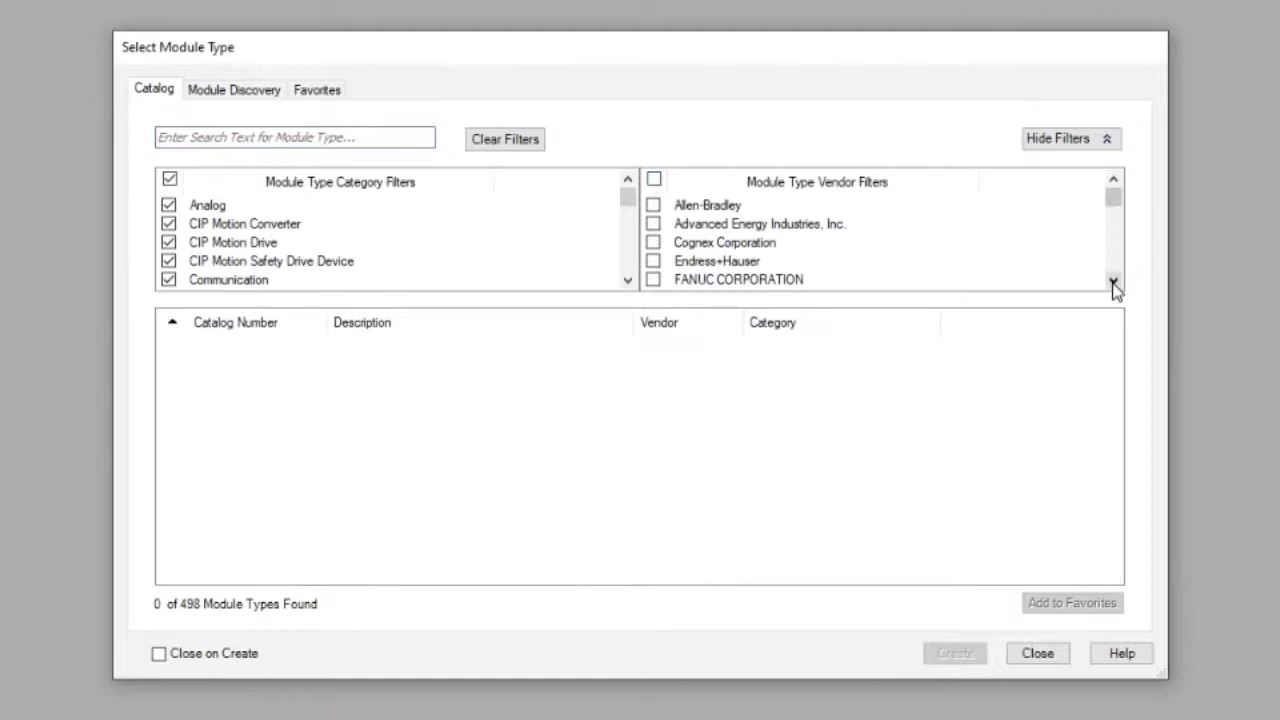 Select Module Type
Catalog Module Discovery Favorites
Enter Search Text for Module Type... Clear Filters Hide Filters
Module Type Category Filters Module Type Vendor Filters
Analog Allen-Bradley
CIP Motion Converter Advanced Energy Industries, Inc.
CIP Motion Drive Cognex Corporation
CIP Motion Safety Drive Device Endress+Hauser
Communication FANUC CORPORATION
Catalog Number Description Vendor Category
0 of 498 Module Types Found Add to Favorites
Close on Create Create Close Help